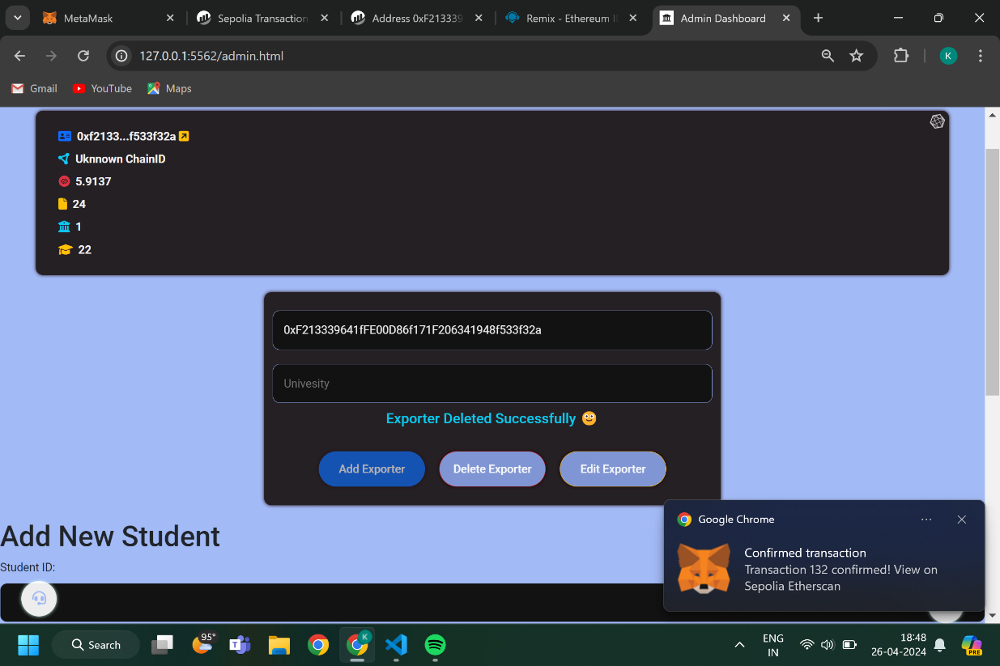 MetaMask
Sepolia Transaction
Address 0xF213339
Remix - Ethereum I
Admin Dashboard
127.0.0.1:5562/admin.html
K
Gmail
YouTube
Maps
0xf2133...f533f32a
Uknnown ChainID
5.9137
24
1
22
0xF213339641fFE00D86f171F206341948f533f32a
Univesity
Exporter Deleted Successfully
Add Exporter
Delete Exporter
Edit Exporter
Add New Student
Student ID:
Google Chrome
Confirmed transaction
Transaction 132 confirmed! View on
Sepolia Etherscan
Search
95°
K
ENG
IN
18:48
26-04-2024
PRE